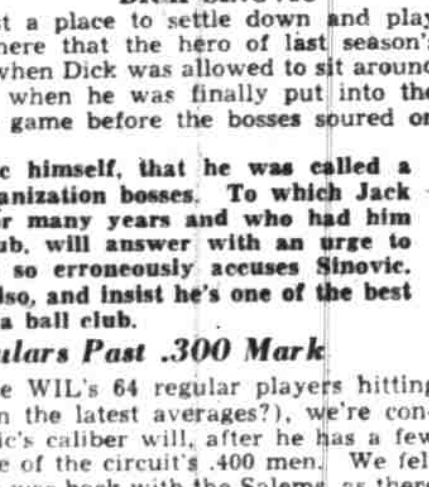 t a place to settle down and play
here that the hero of last season's
when Dick was allowed to sit around
when he was finally put into the
game before the bosses soured on
c himself, that he was called a
anization bosses. To which Jack
r many years and who had him
ub, will answer with an urge to
so erroneously accuses Sinovic.
lso, and insist he's one of the best
a ball club.
ulars Past .300 Mark
e WIL's 64 regular players hitting
n the latest averages?), we're con-
ic's caliber will, after he has a few
e of the circuit's .400 men. We fel
was back with the Salems as there